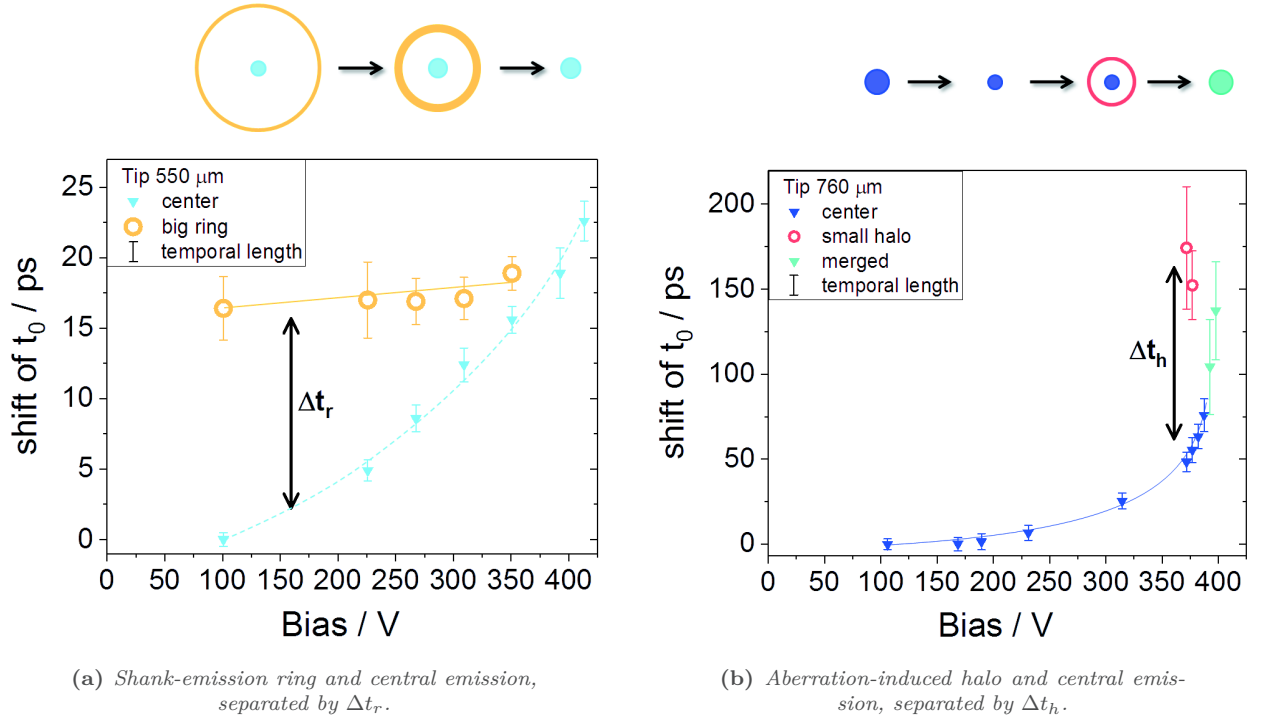 Tip 550 μm
center
big ring
temporal length
25
20
15
10
5
0
shift of t₀ / ps
Δtᵣ
0 50 100 150 200 250 300 350 400
Bias / V
(a) Shank-emission ring and central emission,
separated by Δtᵣ.
Tip 760 μm
center
small halo
merged
temporal length
200
150
100
50
0
shift of t₀ / ps
Δtₕ
0 50 100 150 200 250 300 350 400
Bias / V
(b) Aberration-induced halo and central emis-
sion, separated by Δtₕ.